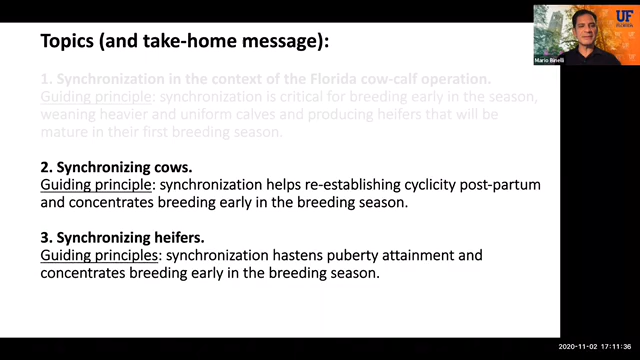 Topics (and take-home message):
1. Synchronization in the context of the Florida cow-calf operation.
Guiding principle: synchronization is critical for breeding early in the season,
weaning heavier and uniform calves and producing heifers that will be
mature in their first breeding season.
2. Synchronizing cows.
Guiding principle: synchronization helps re-establishing cyclicity post-partum
and concentrates breeding early in the breeding season.
3. Synchronizing heifers.
Guiding principles: synchronization hastens puberty attainment and
concentrates breeding early in the breeding season.
UF
Mario Binelli
2020-11-02 17:11:36